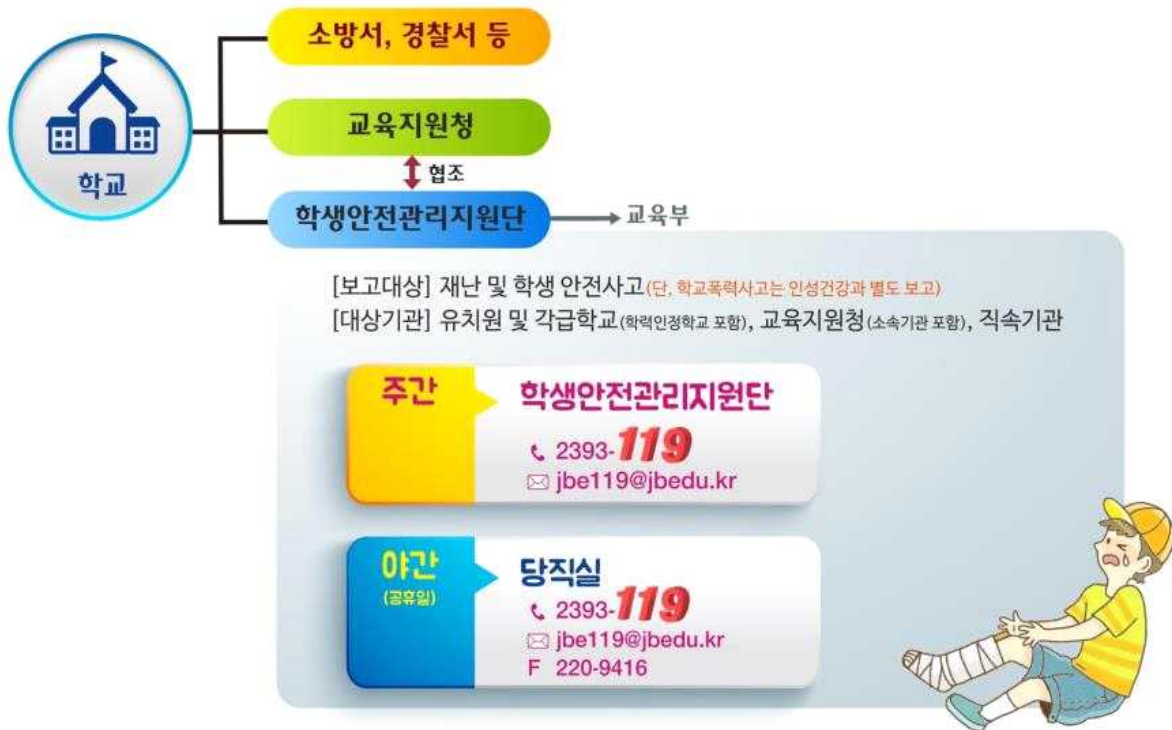 소방서, 경찰서 등
학교
교육지원청
협조
학생안전관리지원단
교육부
[보고대상] 재난 및 학생 안전사고(단, 학교폭력사고는 인성건강과 별도 보고)
[대상기관] 유치원 및 각급학교(학력인정학교 포함), 교육지원청(소속기관 포함), 직속기관
주간
학생안전관리지원단
2393-119
jbe119@jbedu.kr
야간
(공휴일)
당직실
2393-119
jbe119@jbedu.kr
F 220-9416